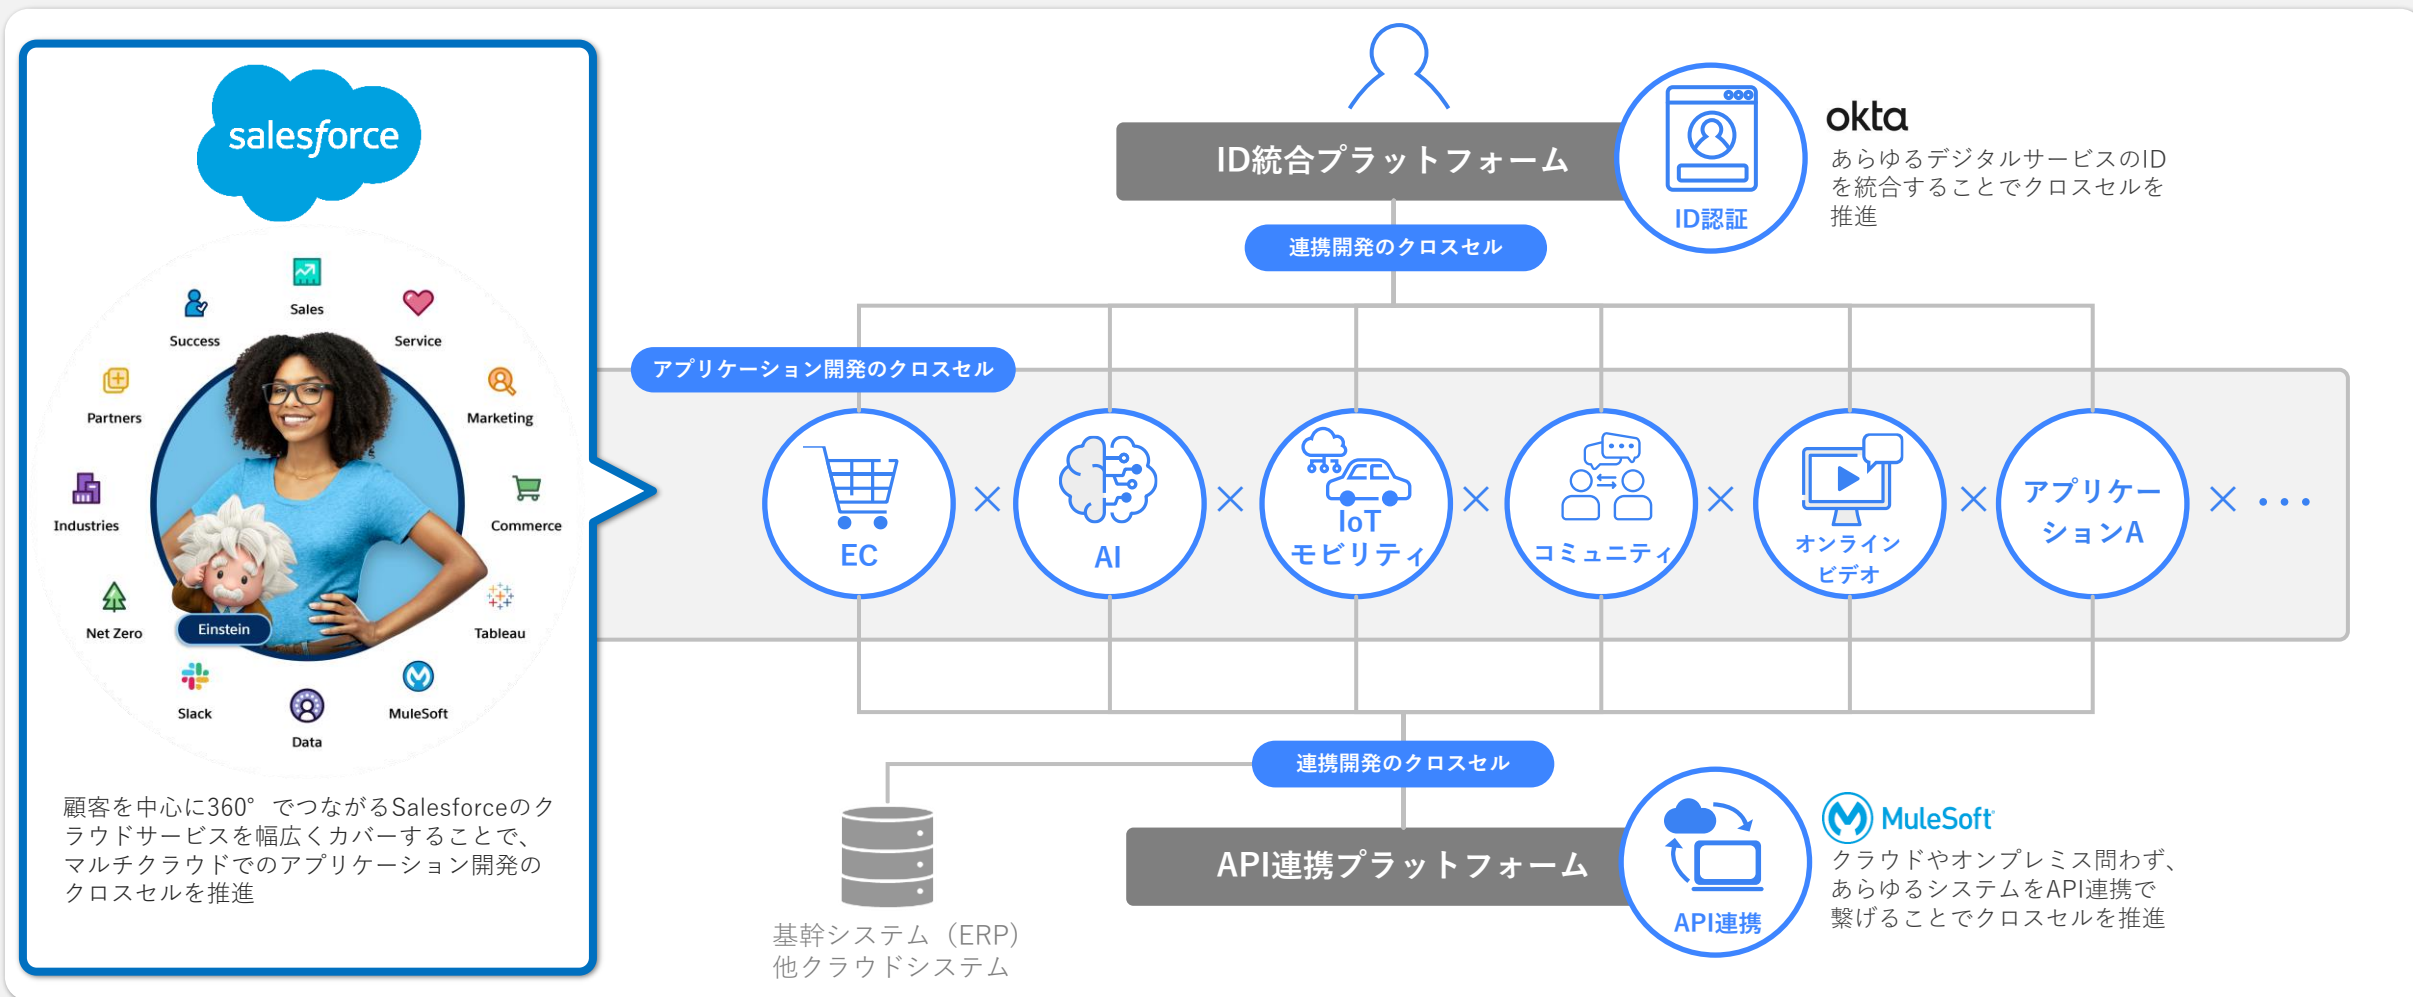 salesforce
Sales
Success
Service
Partners
Marketing
Industries
Commerce
Net Zero
Einstein
Tableau
Slack
MuleSoft
Data
顧客を中心に360°でつながるSalesforceのク
ラウドサービスを幅広くカバーすることで、
マルチクラウドでのアプリケーション開発の
クロスセルを推進
ID統合プラットフォーム
ID認証
okta
あらゆるデジタルサービスのID
を統合することでクロスセルを
推進
連携開発のクロスセル
アプリケーション開発のクロスセル
EC
×
AI
×
IoT
モビリティ
×
コミュニティ
×
オンライン
ビデオ
×
アプリケー
ションA
× ・・・
連携開発のクロスセル
基幹システム（ERP）
他クラウドシステム
API連携プラットフォーム
API連携
MuleSoft
クラウドやオンプレミス問わず、
あらゆるシステムをAPI連携で
繋げることでクロスセルを推進